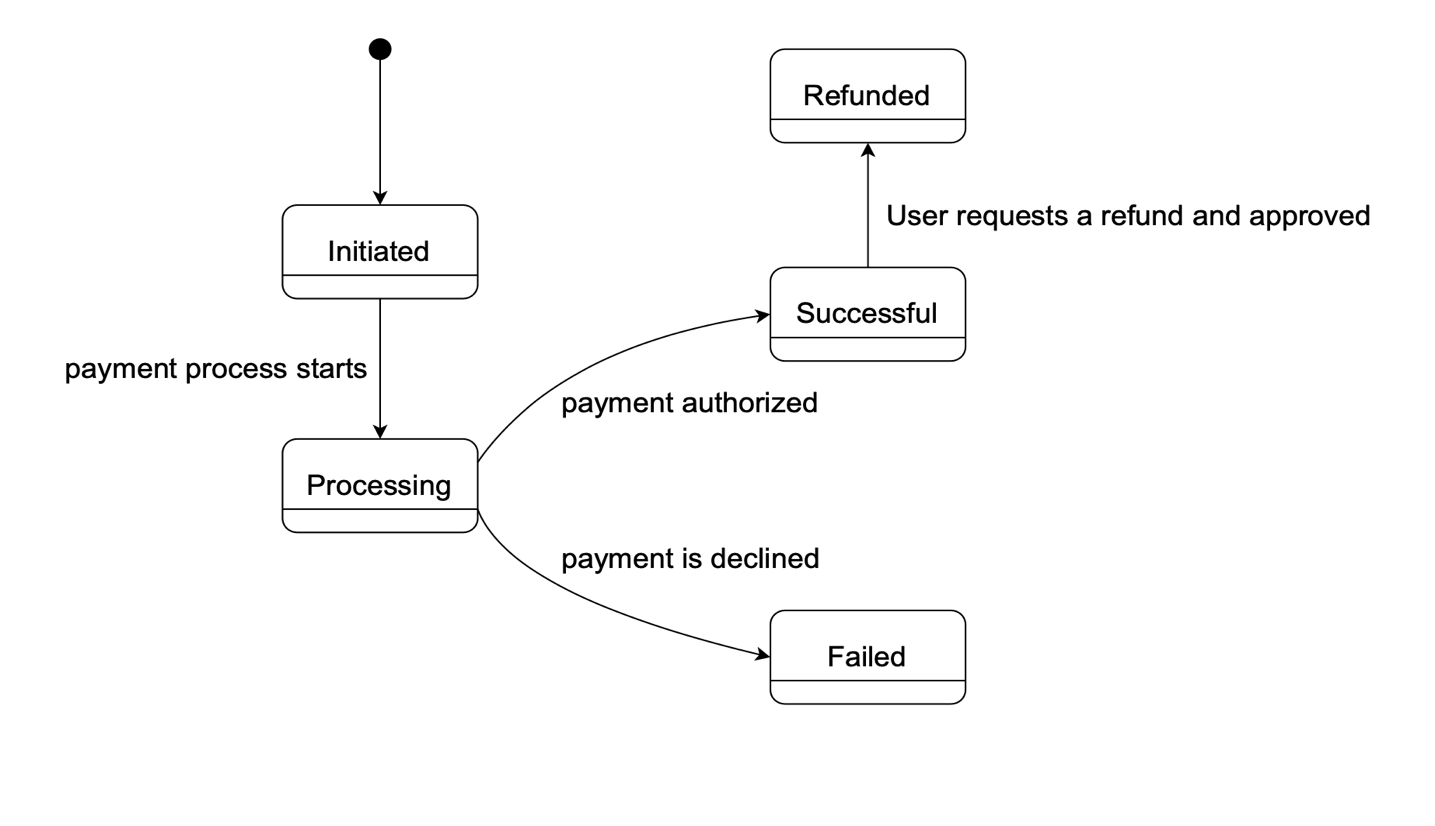 Refunded
User requests a refund and approved
Initiated
Successful
payment process starts
payment authorized
Processing
payment is declined
Failed